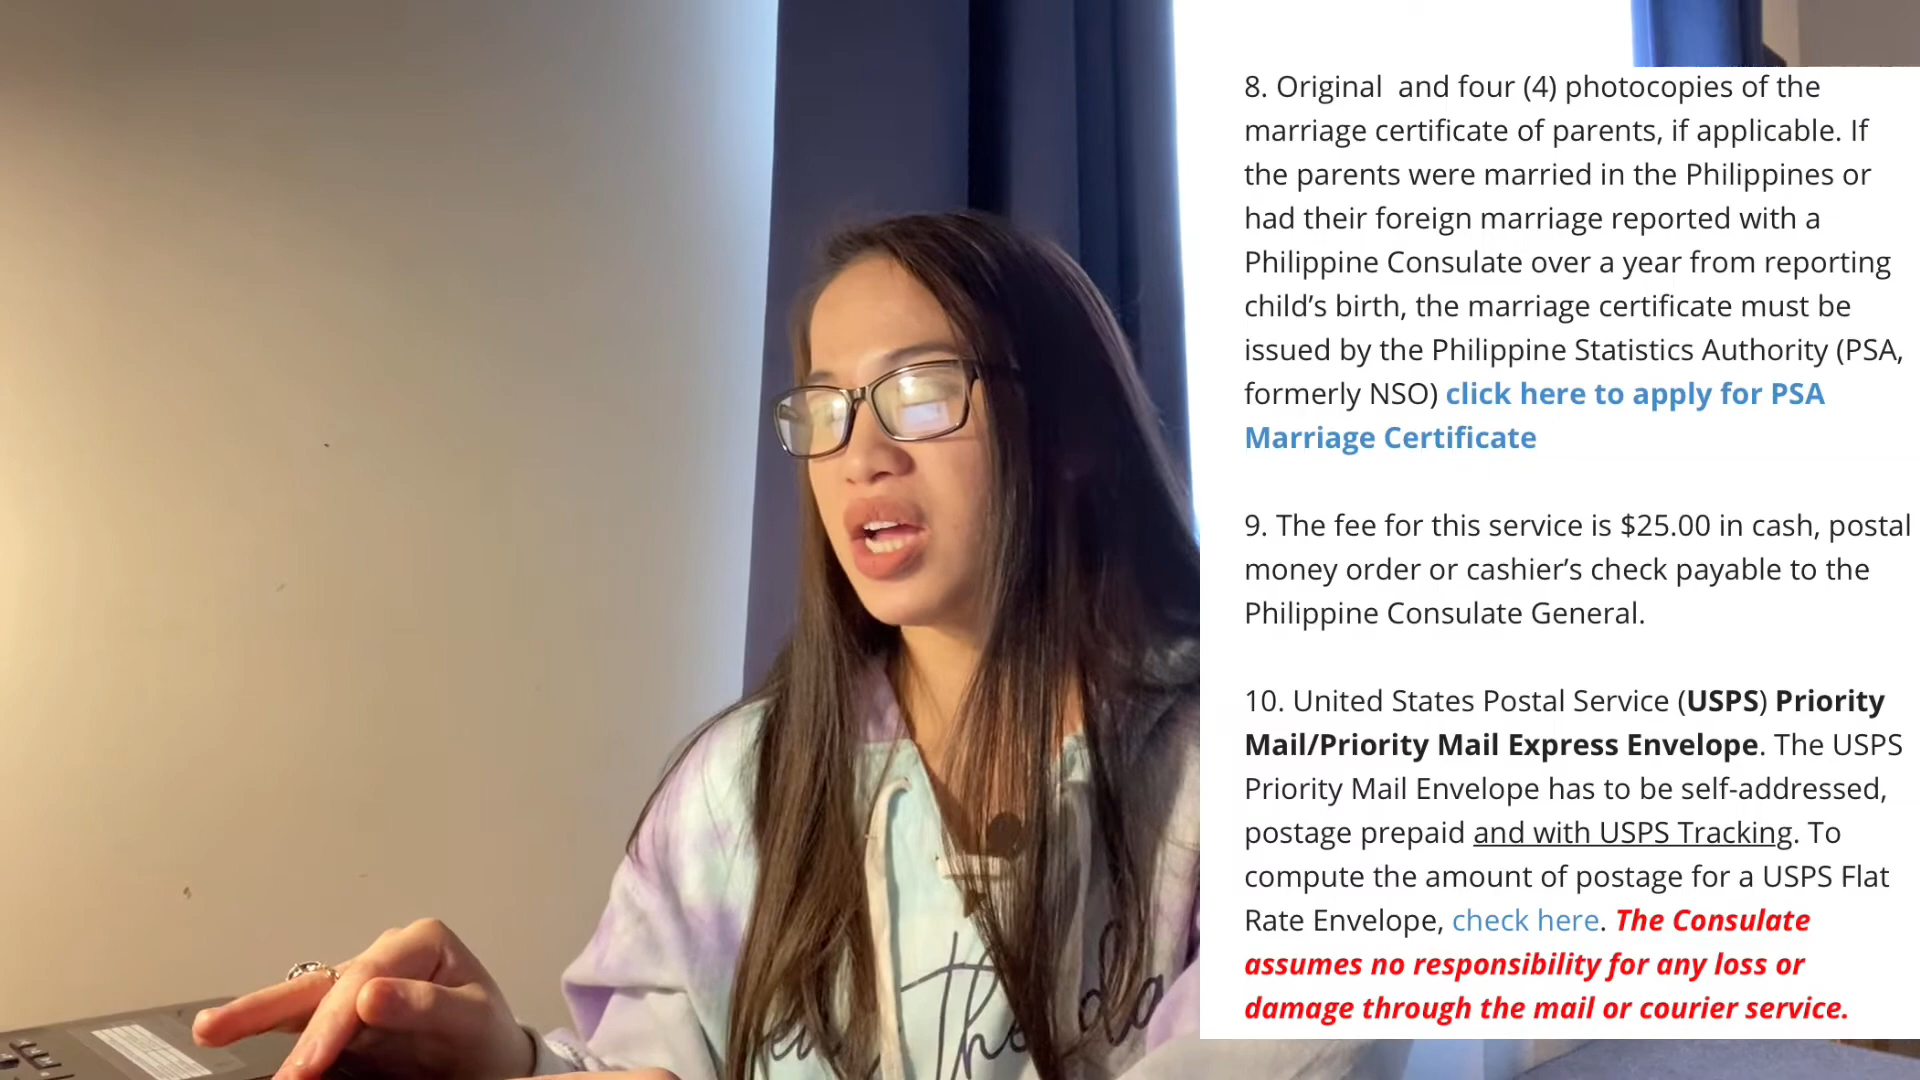 8. Original  and four (4) photocopies of the
marriage certificate of parents, if applicable. If
the parents were married in the Philippines or
had their foreign marriage reported with a
Philippine Consulate over a year from reporting
child’s birth, the marriage certificate must be
issued by the Philippine Statistics Authority (PSA,
formerly NSO) click here to apply for PSA
Marriage Certificate
9. The fee for this service is $25.00 in cash, postal
money order or cashier’s check payable to the
Philippine Consulate General.
10. United States Postal Service (USPS) Priority
Mail/Priority Mail Express Envelope. The USPS
Priority Mail Envelope has to be self-addressed,
postage prepaid and with USPS Tracking. To
compute the amount of postage for a USPS Flat
Rate Envelope, check here. The Consulate
assumes no responsibility for any loss or
damage through the mail or courier service.
The